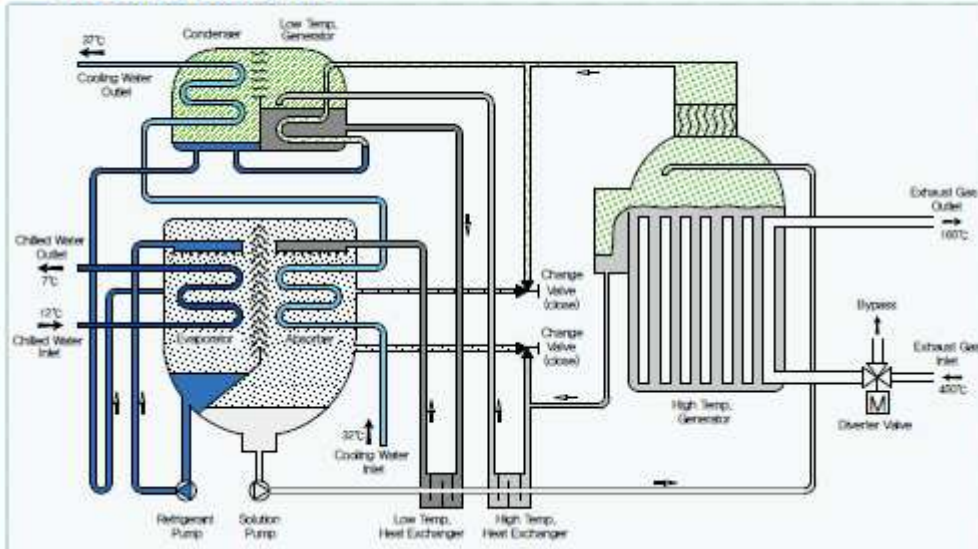 37℃
Cooling Water
Outlet
Condenser
Low Temp.
Generator
Exhaust Gas
Outlet
160℃
Chilled Water
Outlet
7℃
12℃
Chilled Water
Inlet
Evaporator
Absorber
Change
Valve
(close)
Change
Valve
(close)
Bypass
Exhaust Gas
Inlet
450℃
M
Diverter Valve
High Temp.
Generator
32℃
Cooling Water
Inlet
Refrigerant
Pump
Solution
Pump
Low Temp.
Heat Exchanger
High Temp.
Heat Exchanger